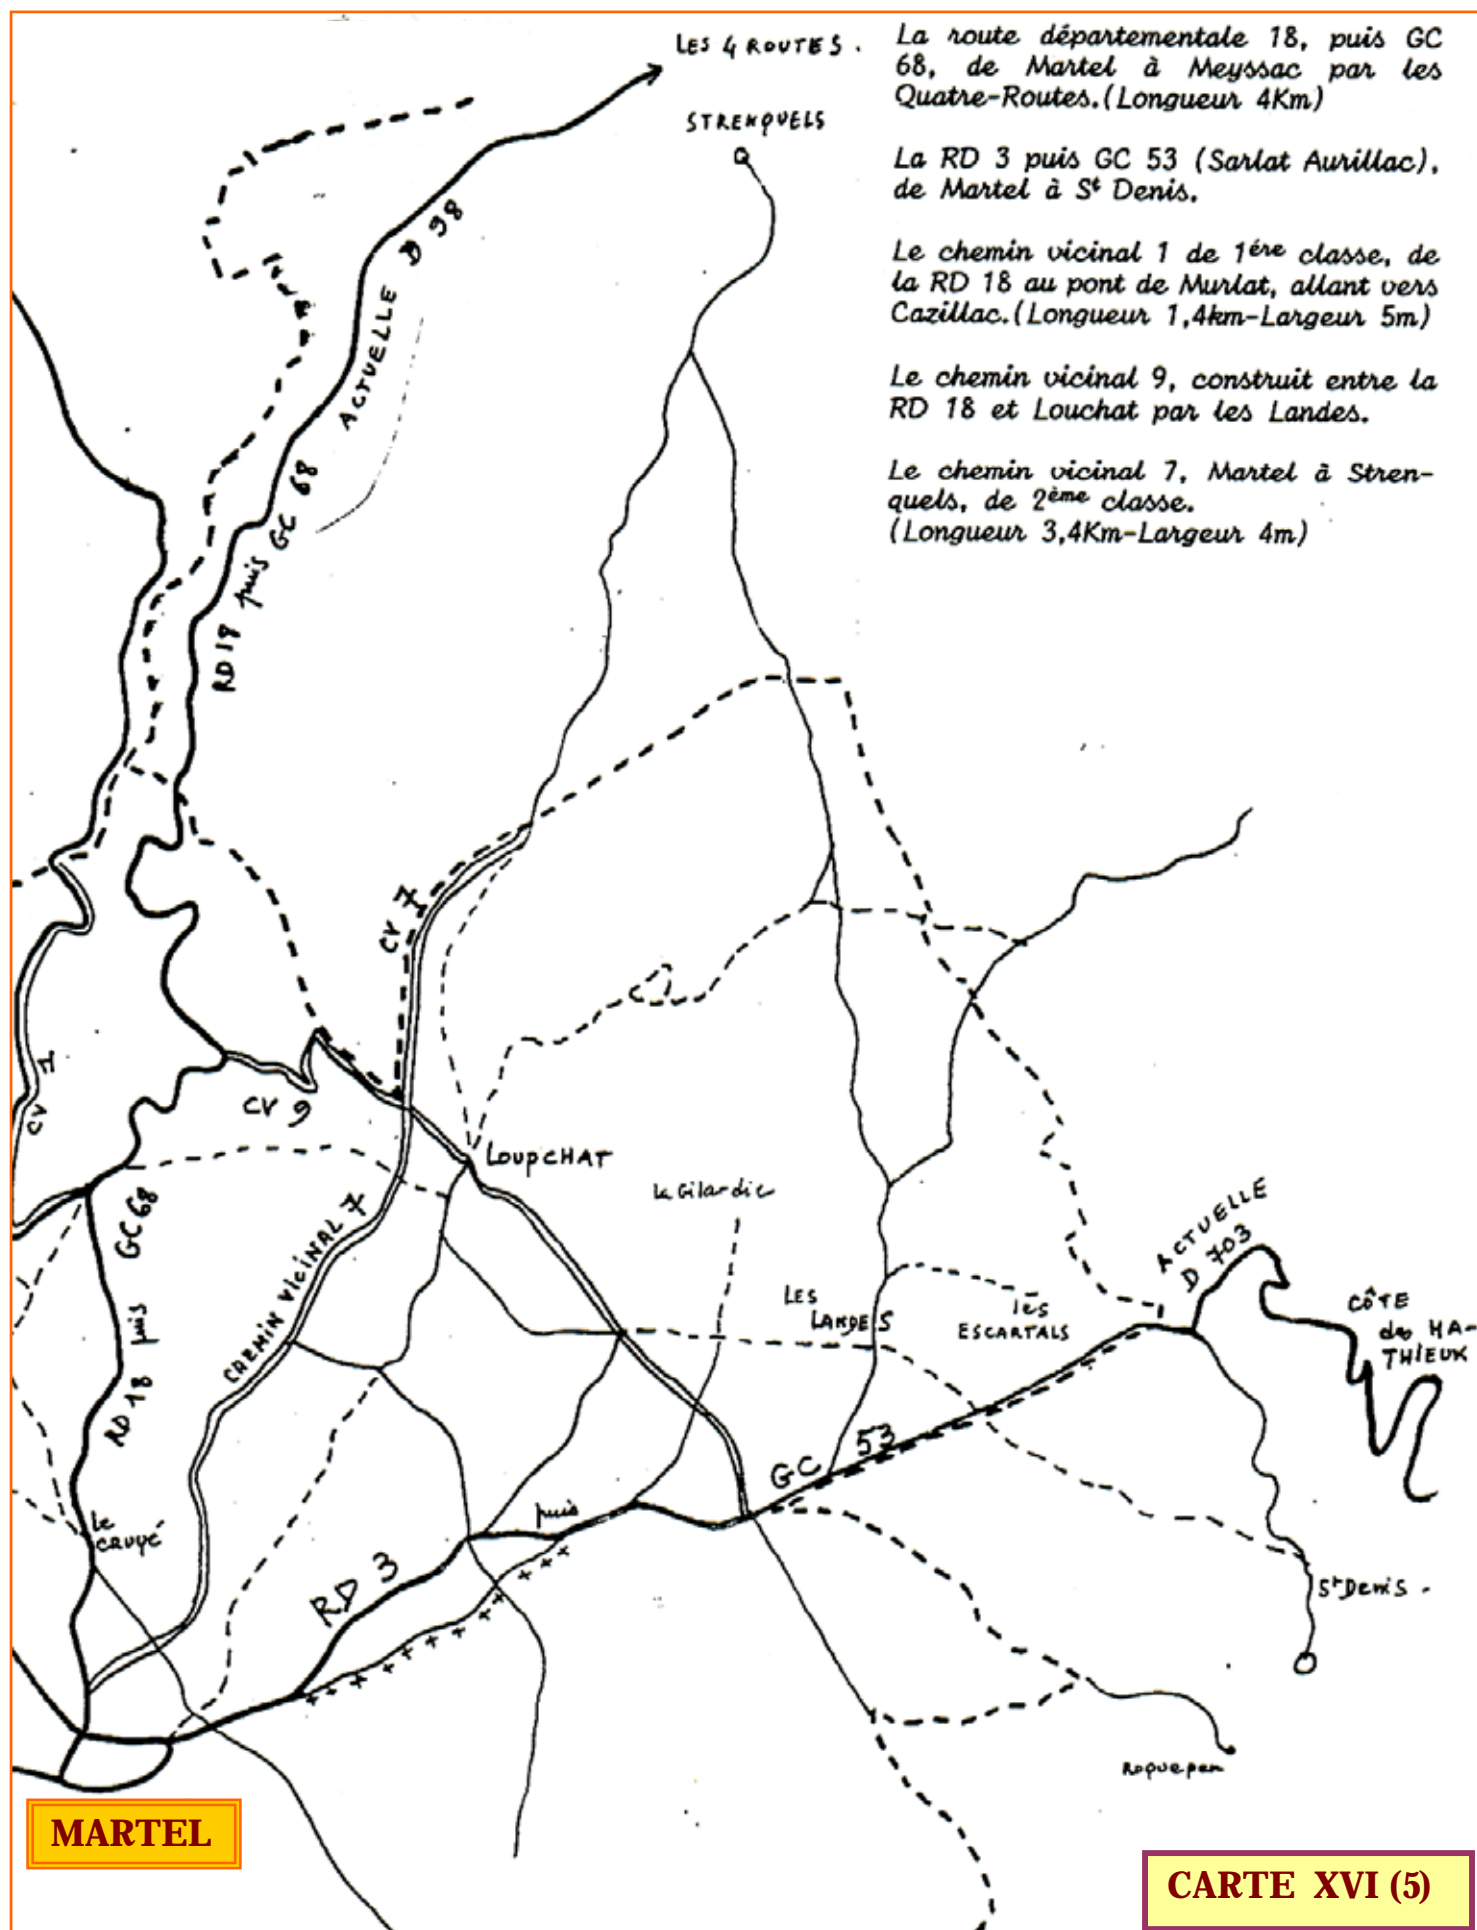 LES 4 ROUTES.
STRENQUELS
La route départementale 18, puis GC
68, de Martel à Meyssac par les
Quatre-Routes.(Longueur 4Km)
La RD 3 puis GC 53 (Sarlat Aurillac),
de Martel à St Denis.
Le chemin vicinal 1 de 1ére classe, de
la RD 18 au pont de Murlat, allant vers
Cazillac.(Longueur 1,4km-Largeur 5m)
Le chemin vicinal 9, construit entre la
RD 18 et Louchat par les Landes.
Le chemin vicinal 7, Martel à Stren-
quels, de 2ème classe.
(Longueur 3,4Km-Largeur 4m)
RD 18 puis GC 68 ACTUELLE D 98
CV 7
CV 1
CV 9
LOUPCHAT
la Gilardie
GC 68
RD 18 puis
CHEMIN VICINAL 7
LES
LANDES
les
ESCARTALS
ACTUELLE
D 703
CÔTE
des MA-
THIEUX
RD 3 puis GC 53
St Denis.
Roquepen
MARTEL
CARTE XVI (5)